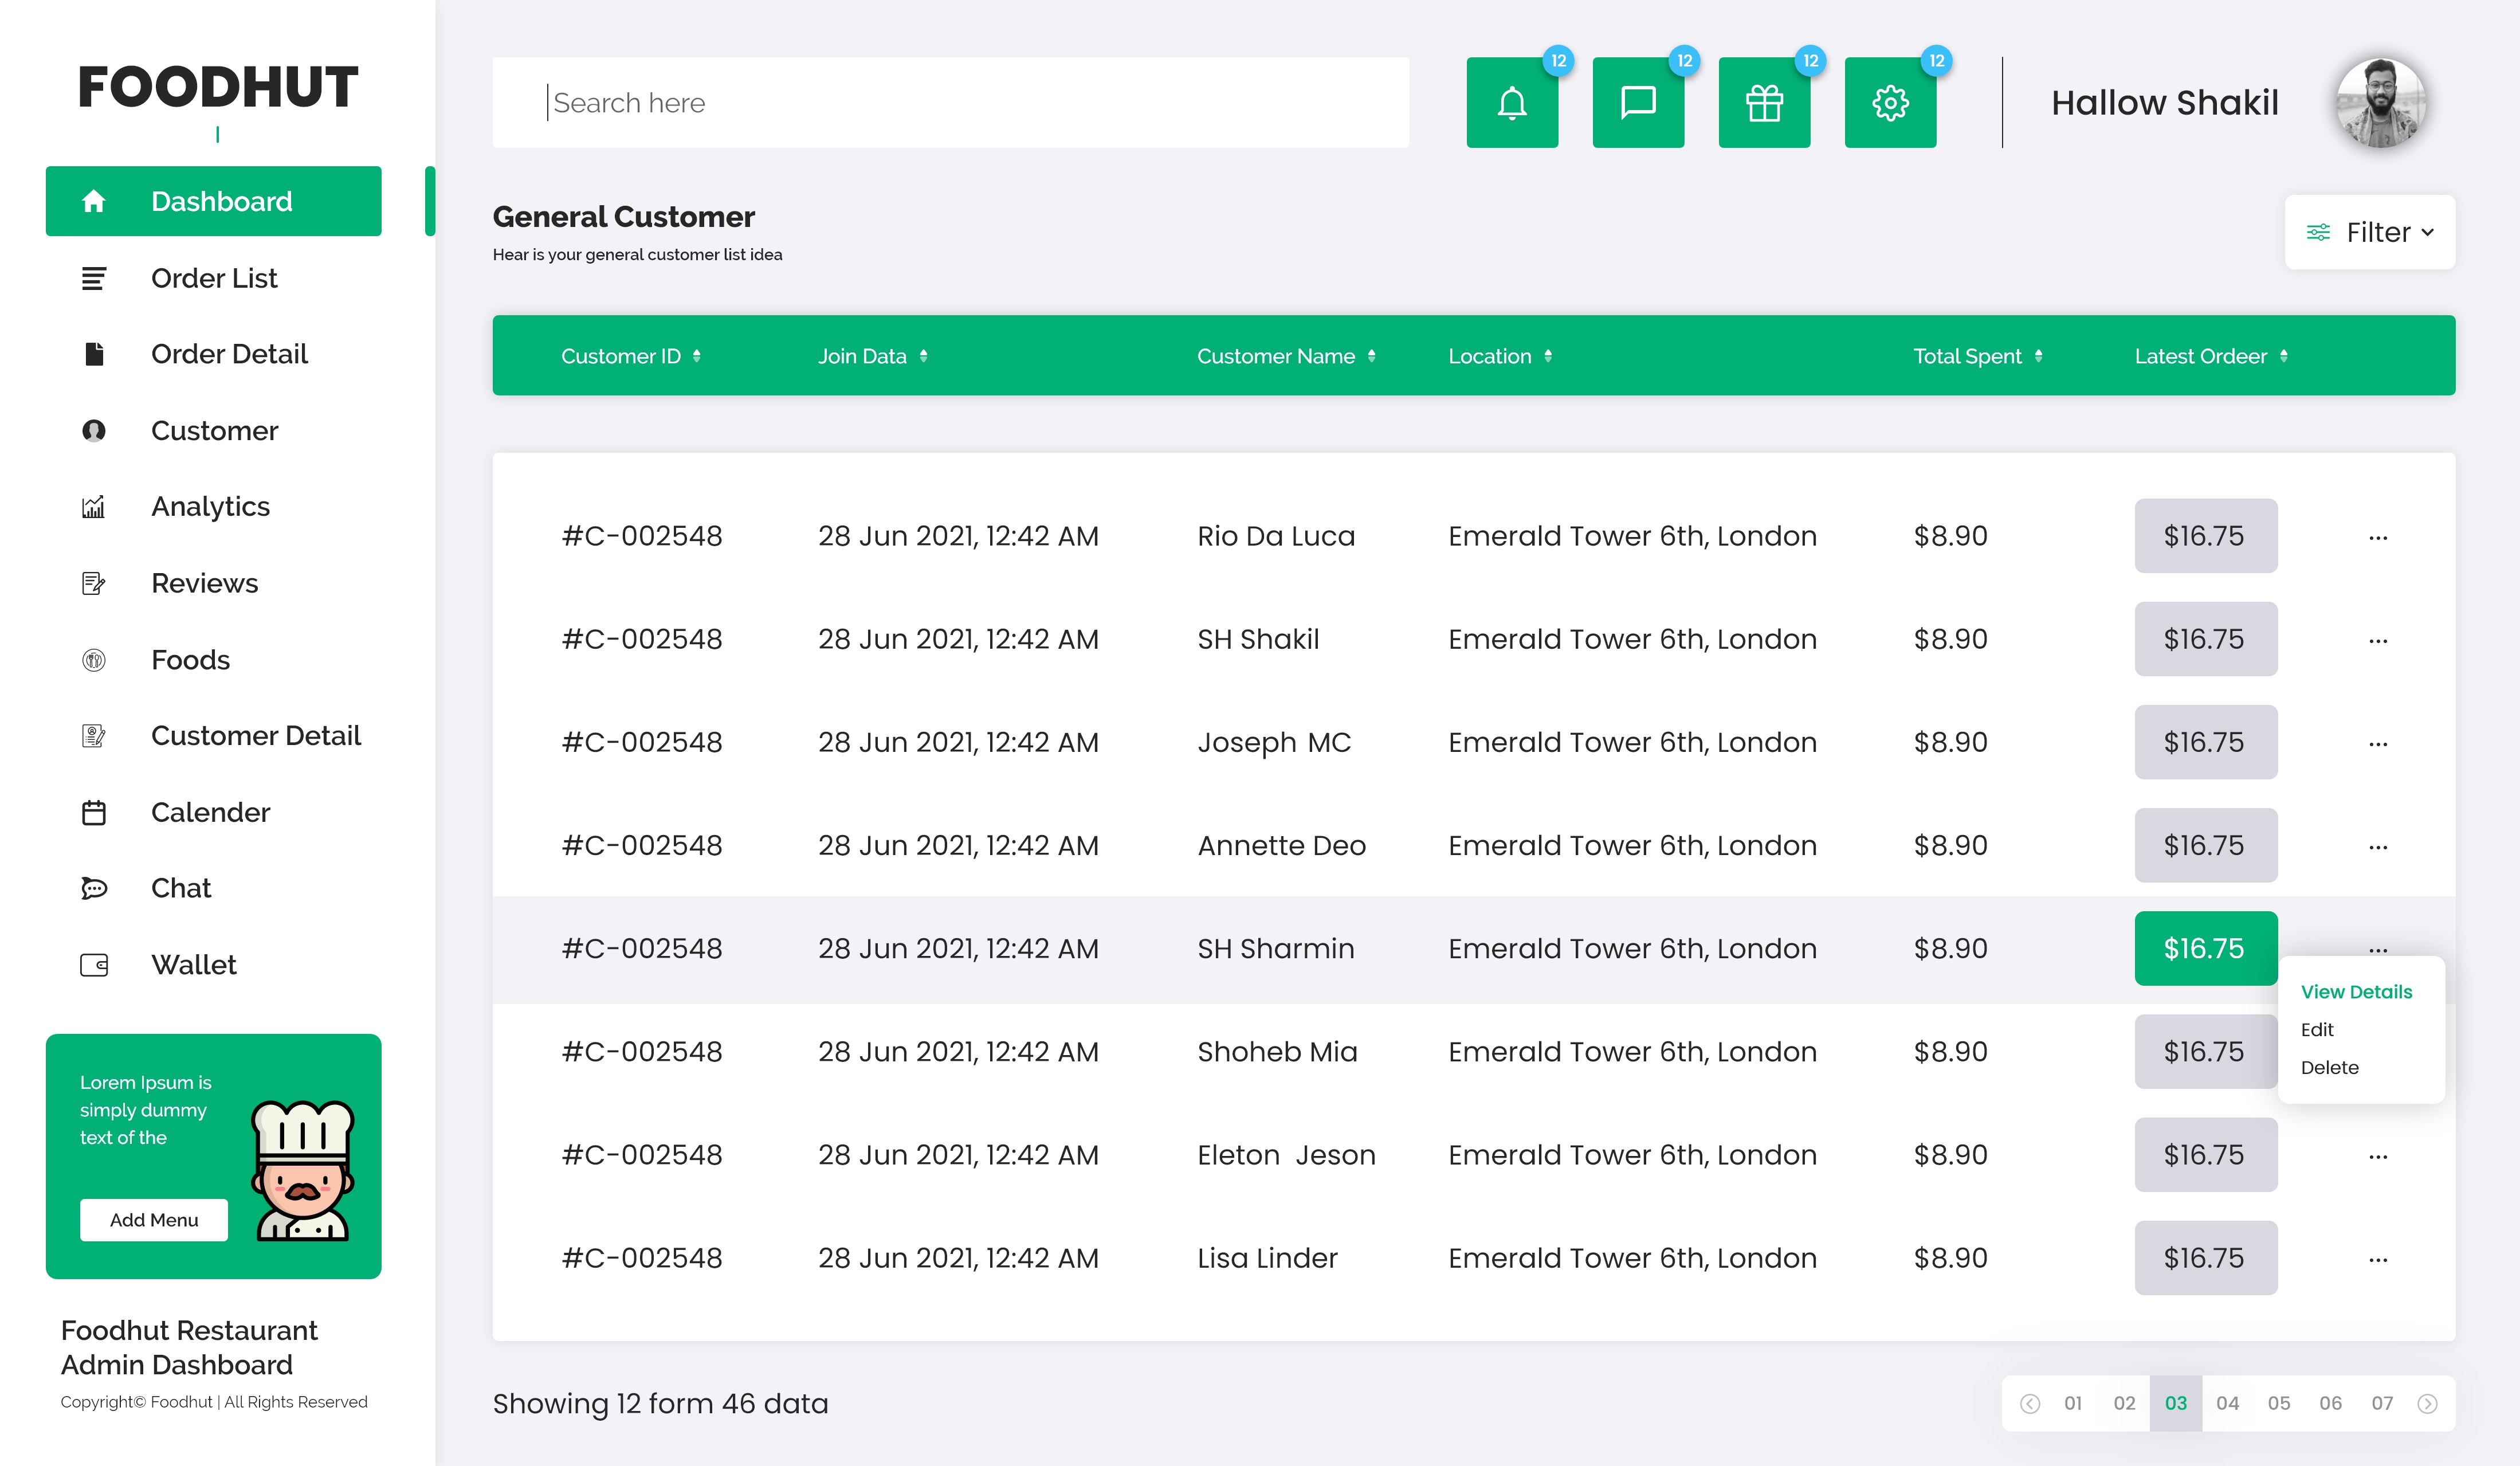 FOODHUT
Dashboard
Order List
Order Detail
Customer
Analytics
Reviews
Foods
Customer Detail
Calender
Chat
Wallet
Lorem Ipsum is
simply dummy
text of the
Add Menu
Foodhut Restaurant
Admin Dashboard
Copyright© Foodhut | All Rights Reserved
Search here
12
12
12
12
Hallow Shakil
General Customer
Hear is your general customer list idea
Filter
Customer ID Join Data Customer Name Location Total Spent Latest Ordeer
#C-002548 28 Jun 2021, 12:42 AM Rio Da Luca Emerald Tower 6th, London $8.90 $16.75 ...
#C-002548 28 Jun 2021, 12:42 AM SH Shakil Emerald Tower 6th, London $8.90 $16.75 ...
#C-002548 28 Jun 2021, 12:42 AM Joseph MC Emerald Tower 6th, London $8.90 $16.75 ...
#C-002548 28 Jun 2021, 12:42 AM Annette Deo Emerald Tower 6th, London $8.90 $16.75 ...
#C-002548 28 Jun 2021, 12:42 AM SH Sharmin Emerald Tower 6th, London $8.90 $16.75 ...
View Details
Edit
Delete
#C-002548 28 Jun 2021, 12:42 AM Shoheb Mia Emerald Tower 6th, London $8.90 $16.75
#C-002548 28 Jun 2021, 12:42 AM Eleton Jeson Emerald Tower 6th, London $8.90 $16.75 ...
#C-002548 28 Jun 2021, 12:42 AM Lisa Linder Emerald Tower 6th, London $8.90 $16.75 ...
Showing 12 form 46 data
01 02 03 04 05 06 07